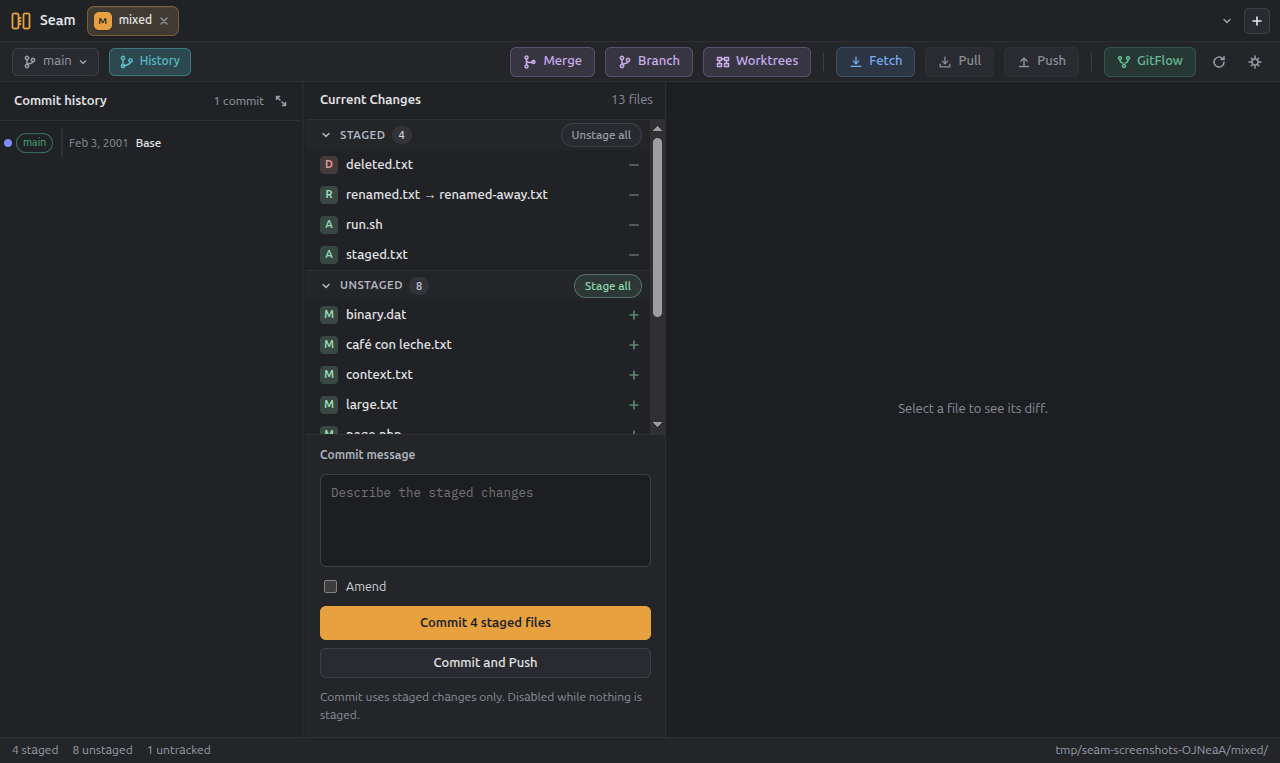 Seam
M mixed
main
History
Merge
Branch
Worktrees
Fetch
Pull
Push
GitFlow
Commit history
1 commit
main Feb 3, 2001 Base
Current Changes
13 files
STAGED 4
Unstage all
D deleted.txt
R renamed.txt → renamed-away.txt
A run.sh
A staged.txt
UNSTAGED 8
Stage all
M binary.dat
M café con leche.txt
M context.txt
M large.txt
M page.php
Commit message
Describe the staged changes
Amend
Commit 4 staged files
Commit and Push
Commit uses staged changes only. Disabled while nothing is
staged.
Select a file to see its diff.
4 staged 8 unstaged 1 untracked
tmp/seam-screenshots-OJNeaA/mixed/